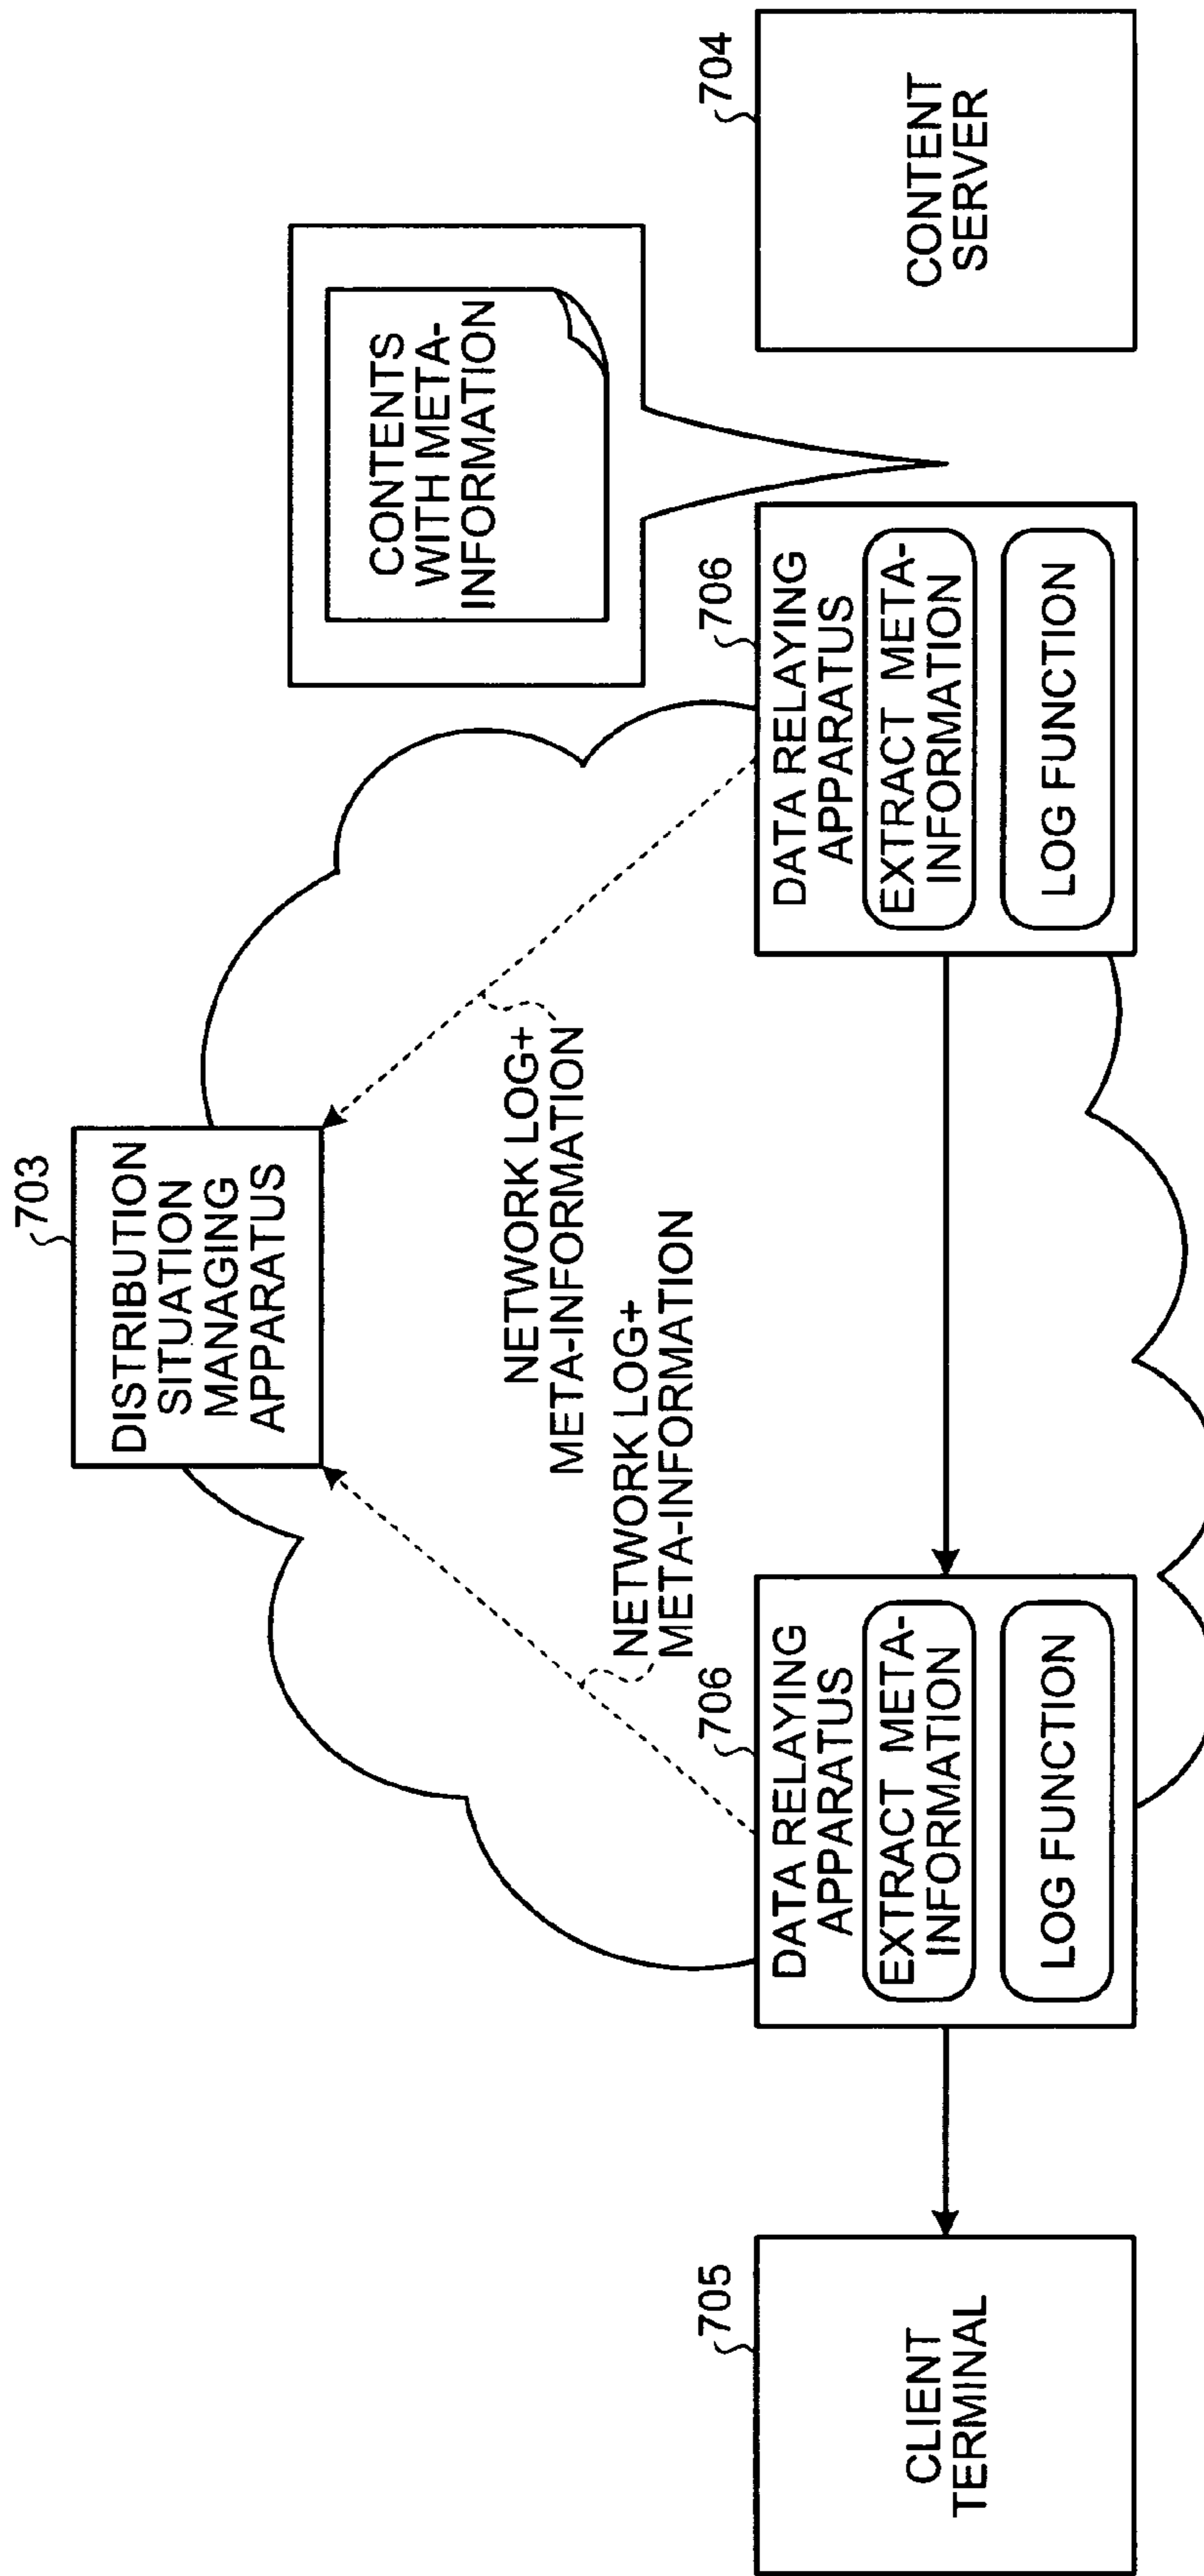 703
DISTRIBUTION
SITUATION
MANAGING
APPARATUS
CONTENTS
WITH META-
INFORMATION
NETWORK LOG+
META-INFORMATION
NETWORK LOG+
META-INFORMATION
705
CLIENT
TERMINAL
706
DATA RELAYING
APPARATUS
EXTRACT META-
INFORMATION
LOG FUNCTION
706
DATA RELAYING
APPARATUS
EXTRACT META-
INFORMATION
LOG FUNCTION
704
CONTENT
SERVER